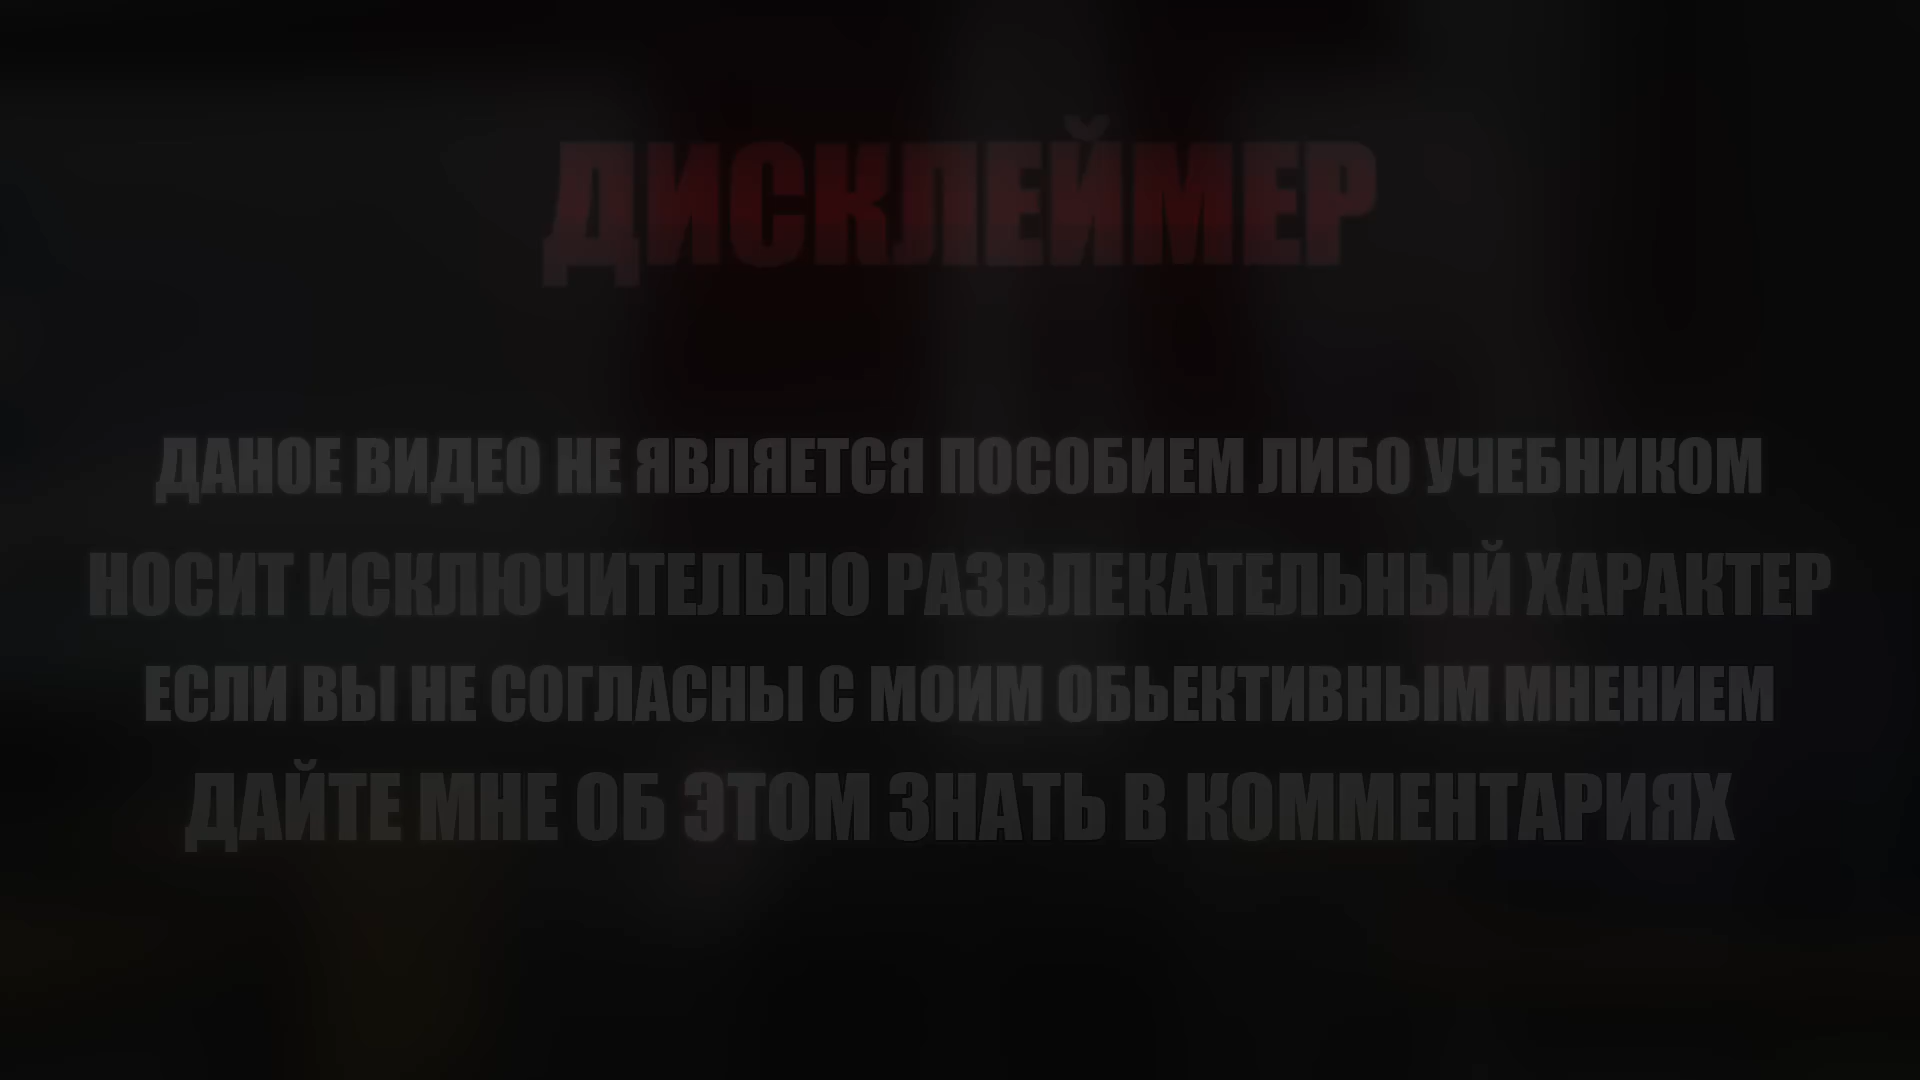 ДИСКЛЕЙМЕР
ДАНОЕ ВИДЕО НЕ ЯВЛЯЕТСЯ ПОСОБИЕМ ЛИБО УЧЕБНИКОМ
НОСИТ ИСКЛЮЧИТЕЛЬНО РАЗВЛЕКАТЕЛЬНЫЙ ХАРАКТЕР
ЕСЛИ ВЫ НЕ СОГЛАСНЫ С МОИМ ОБЬЕКТИВНЫМ МНЕНИЕМ
ДАЙТЕ МНЕ ОБ ЭТОМ ЗНАТЬ В КОММЕНТАРИЯХ